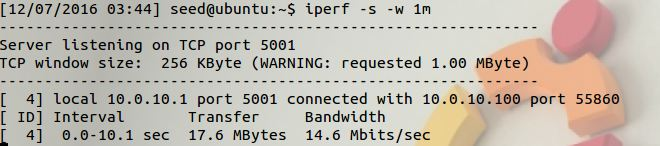 [12/07/2016 03:44] seed@ubuntu:~$ iperf -s -w 1m
------------------------------------------------------------
Server listening on TCP port 5001
TCP window size:  256 KByte (WARNING: requested 1.00 MByte)
------------------------------------------------------------
[  4] local 10.0.10.1 port 5001 connected with 10.0.10.100 port 55860
[ ID] Interval       Transfer     Bandwidth
[  4]  0.0-10.1 sec  17.6 MBytes  14.6 Mbits/sec